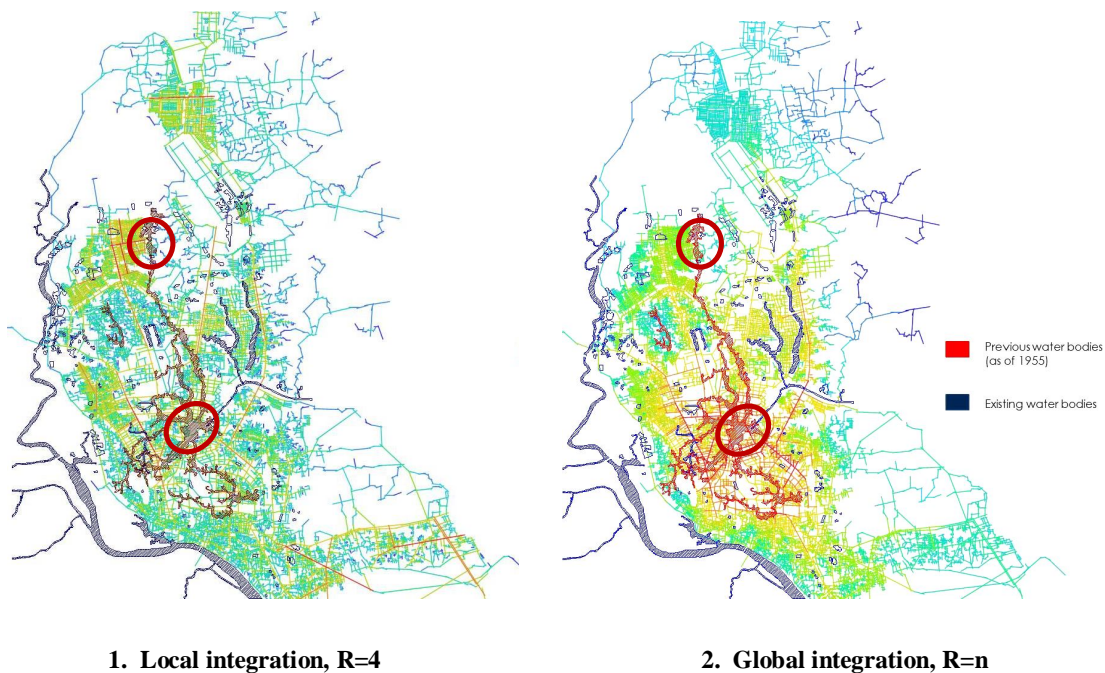 Previous water bodies
(as of 1955)
Existing water bodies
1. Local integration, R=4
2. Global integration, R=n